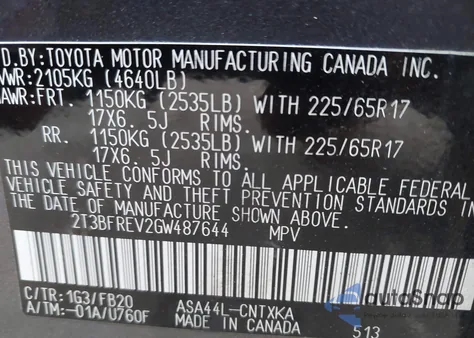 D.BY:TOYOTA MOTOR MANUFACTURING CANADA INC.
VWR:2105KG (4640LB)
AWR:FRT. 1150KG (2535LB) WITH 225/65R17
17X6. 5J RIMS.
RR. 1150KG (2535LB) WITH 225/65R17
17X6. 5J RIMS.
THIS VEHICLE CONFORMS TO ALL APPLICABLE FEDERAL
VEHICLE SAFETY AND THEFT PREVENTION STANDARDS IN
THE DATE OF MANUFACTURE SHOWN ABOVE.
2T3BFREV2GW487644 MPV
C/TR: 1G3/FB20 ASA44L-CNTXKA
A/TM:-01A/U760F MADE IN CANADA 513
autoSnap